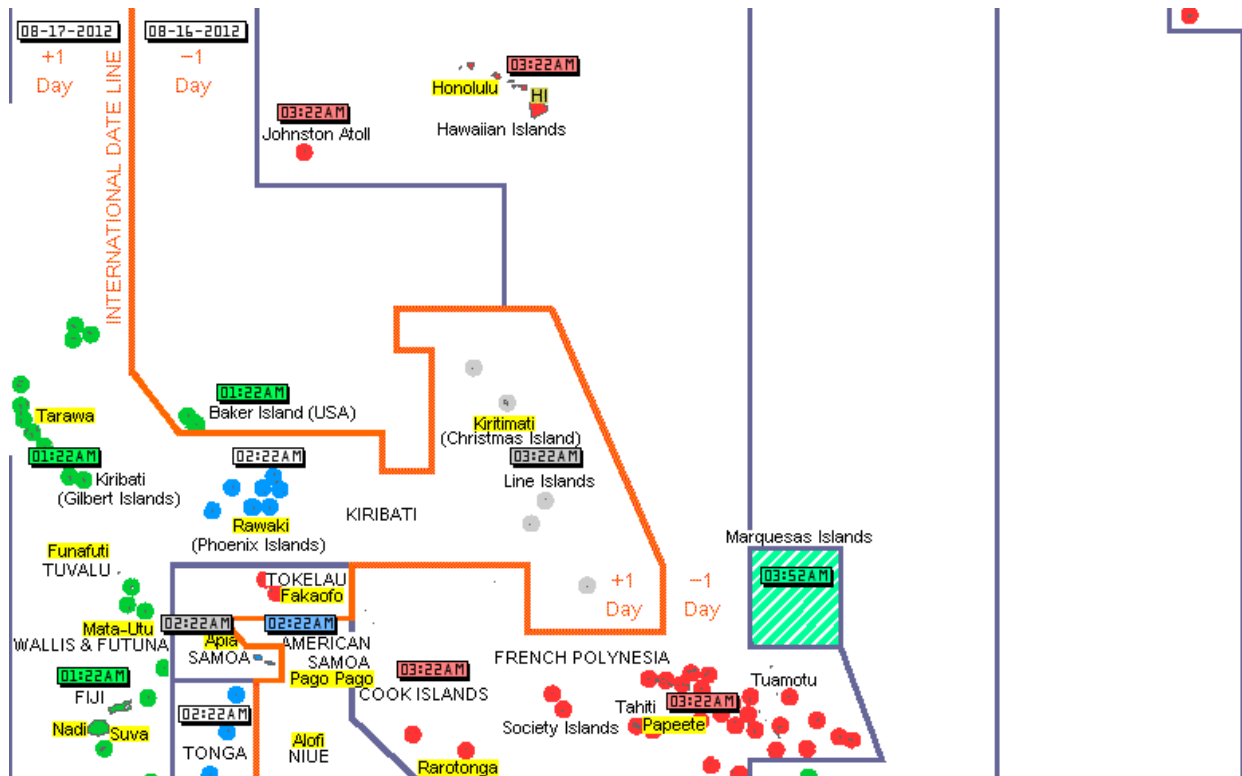 08-17-2012
08-16-2012
+1
Day
−1
Day
INTERNATIONAL DATE LINE
03:22AM
Honolulu
HI
Hawaiian Islands
03:22AM
Johnston Atoll
01:22AM
Baker Island (USA)
Tarawa
01:22AM
Kiribati
(Gilbert Islands)
02:22AM
Rawaki
(Phoenix Islands)
KIRIBATI
Kiritimati
(Christmas Island)
03:22AM
Line Islands
Marquesas Islands
03:52AM
Funafuti
TUVALU
TOKELAU
Fakaofo
+1
Day
−1
Day
Mata-Utu
WALLIS & FUTUNA
02:22AM
Apia
SAMOA
02:22AM
AMERICAN
SAMOA
Pago Pago
01:22AM
FIJI
Nadi
Suva
02:22AM
TONGA
Alofi
NIUE
03:22AM
COOK ISLANDS
Rarotonga
FRENCH POLYNESIA
Society Islands
Tahiti
03:22AM
Papeete
Tuamotu